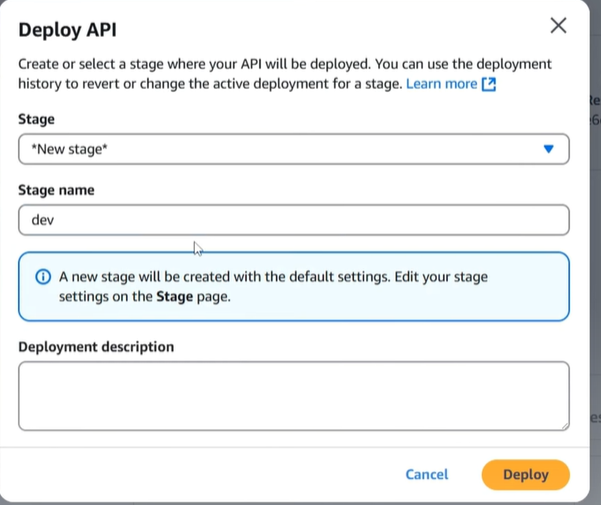 Deploy API
Create or select a stage where your API will be deployed. You can use the deployment
history to revert or change the active deployment for a stage. Learn more
Stage
*New stage*
Stage name
dev
A new stage will be created with the default settings. Edit your stage
settings on the Stage page.
Deployment description
Cancel
Deploy